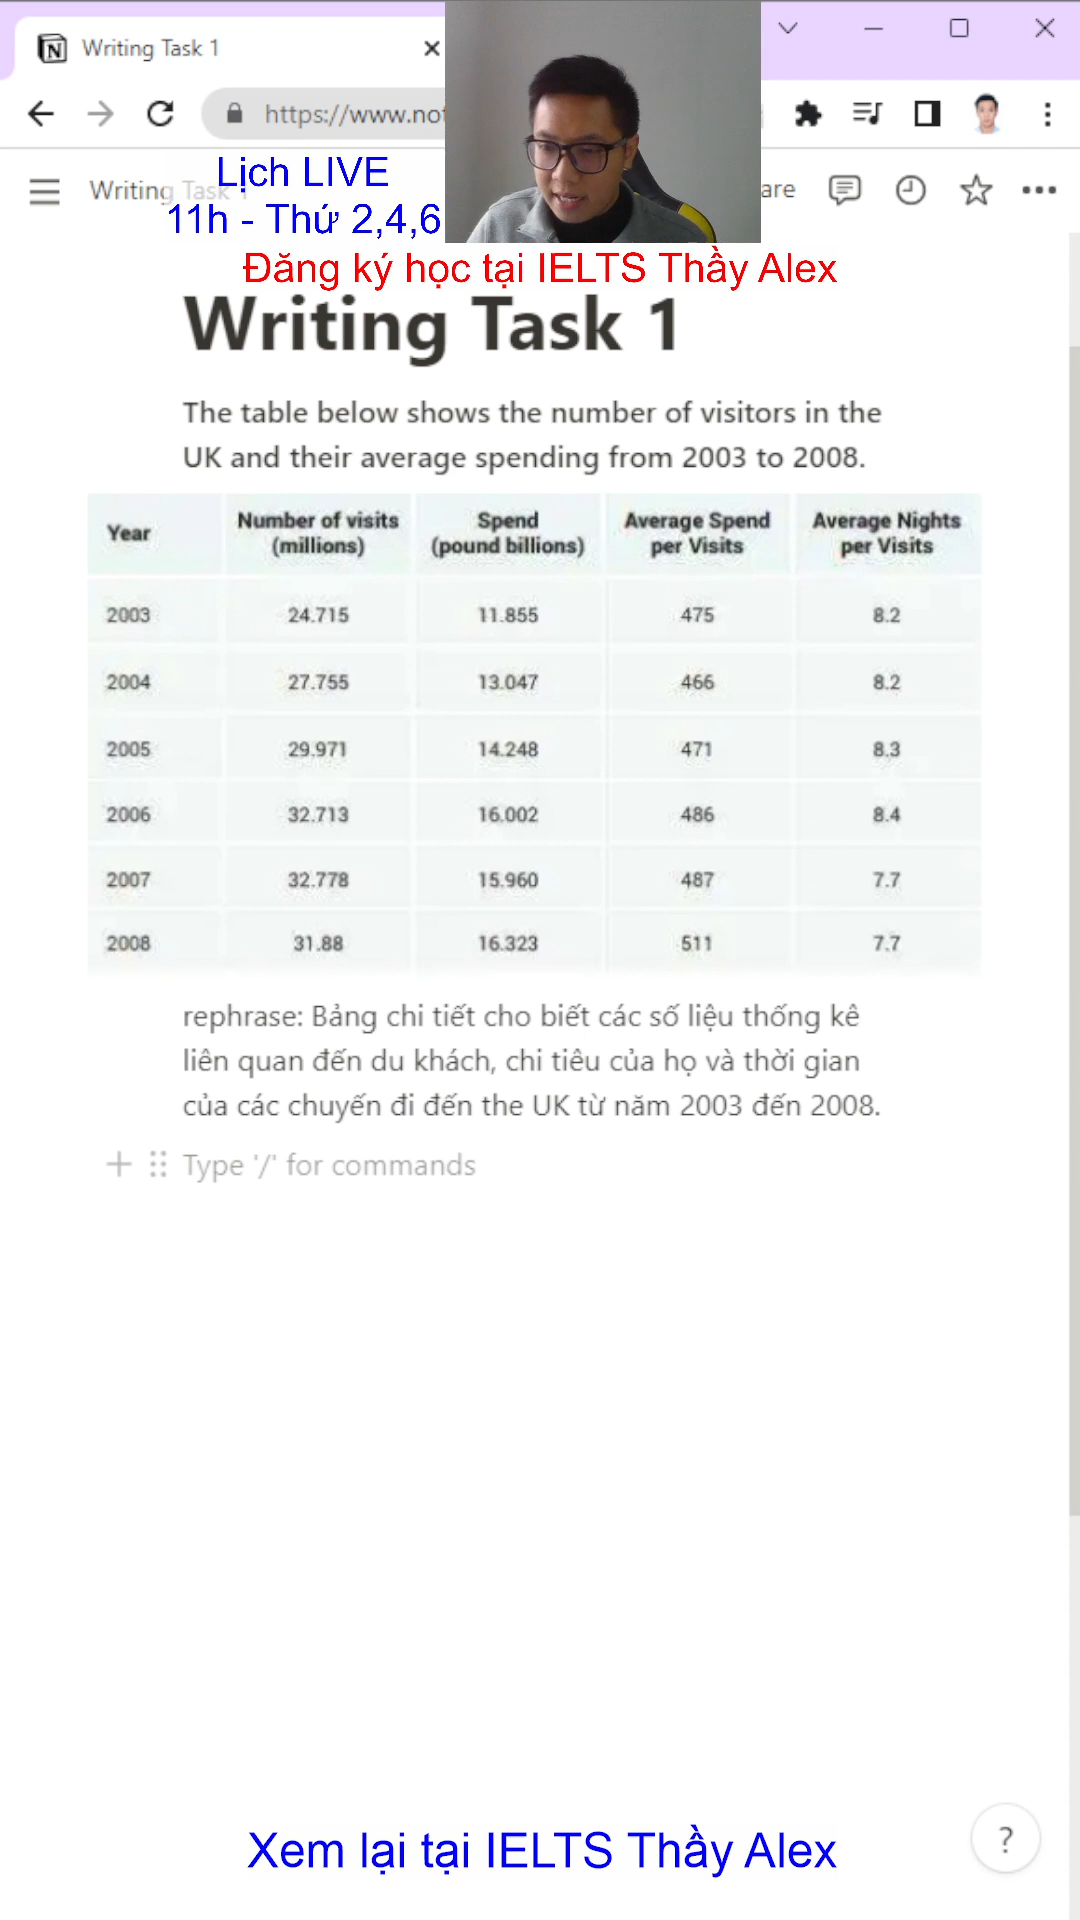 Writing Task 1
https://www.not
Lịch LIVE
Writing Task 1
are
11h - Thứ 2,4,6
Đăng ký học tại IELTS Thầy Alex
Writing Task 1
The table below shows the number of visitors in the
UK and their average spending from 2003 to 2008.
Year Number of visits (millions) Spend (pound billions) Average Spend per Visits Average Nights per Visits
2003 24.715 11.855 475 8.2
2004 27.755 13.047 466 8.2
2005 29.971 14.248 471 8.3
2006 32.713 16.002 486 8.4
2007 32.778 15.960 487 7.7
2008 31.88 16.323 511 7.7
rephrase: Bảng chi tiết cho biết các số liệu thống kê
liên quan đến du khách, chi tiêu của họ và thời gian
của các chuyến đi đến the UK từ năm 2003 đến 2008.
Type '/' for commands
Xem lại tại IELTS Thầy Alex
?